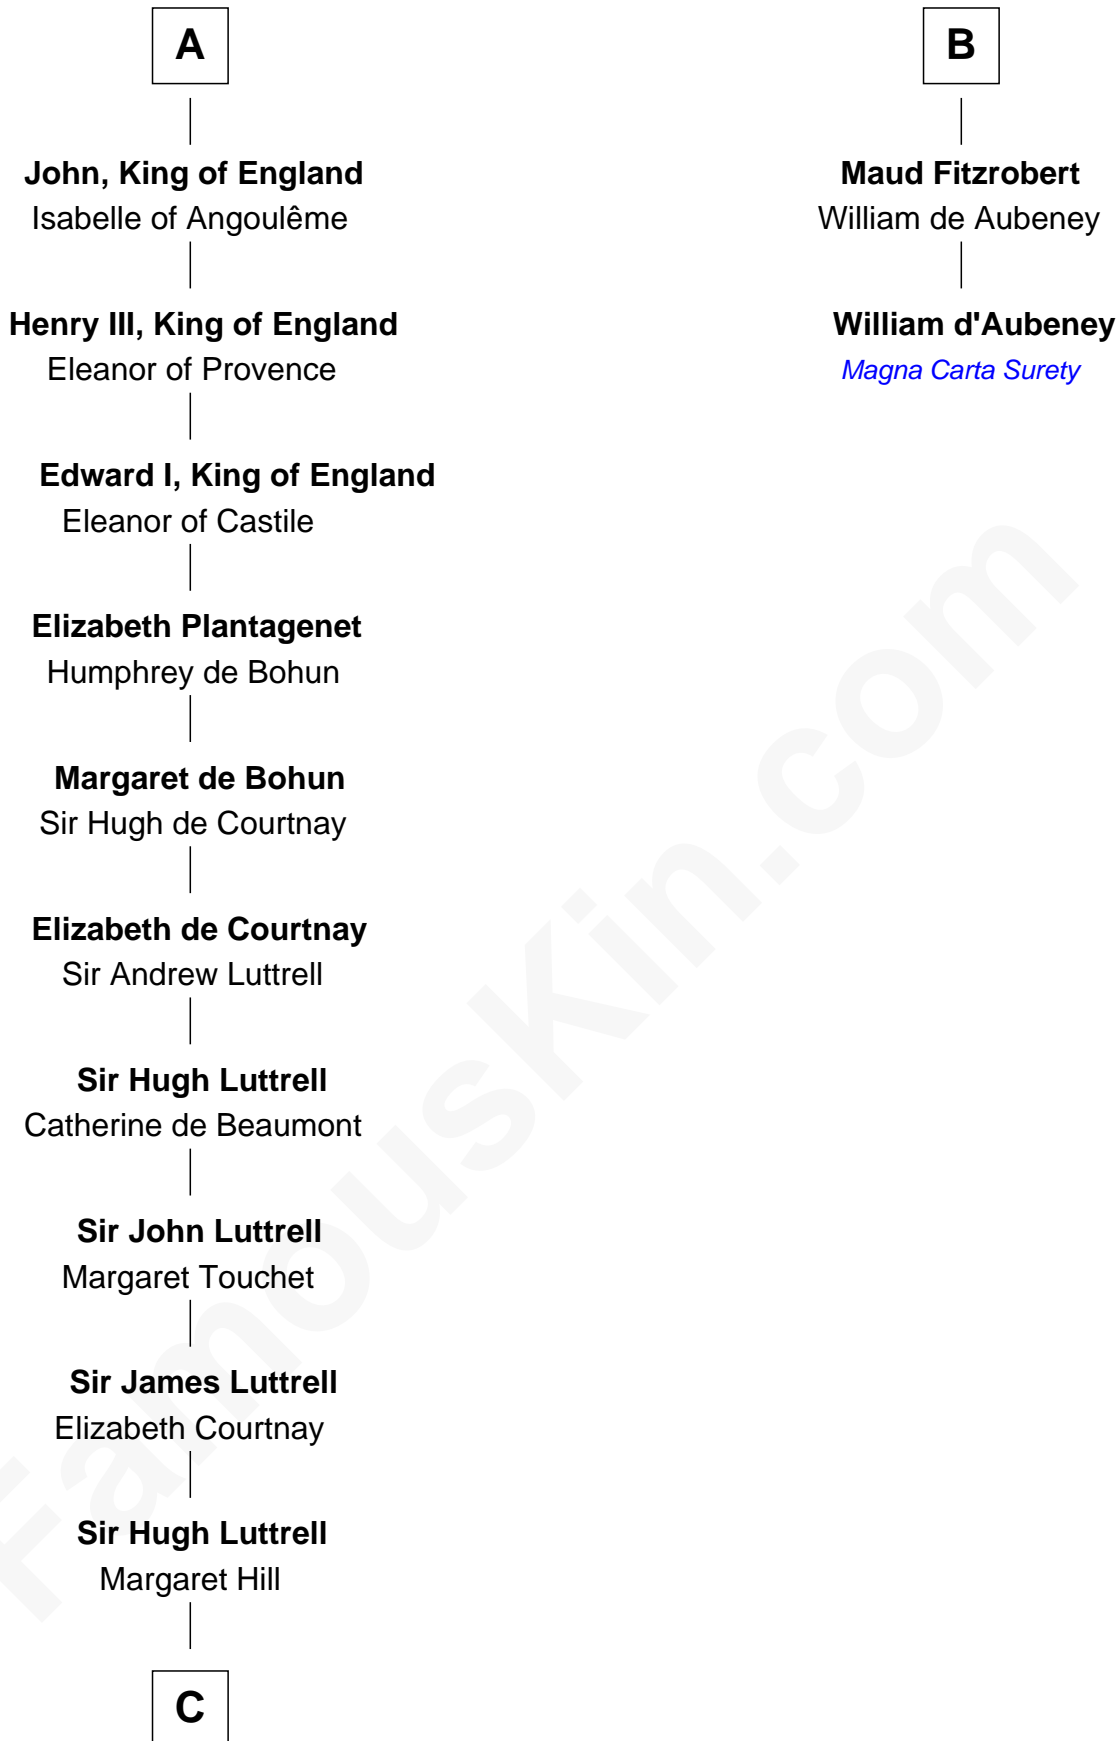 A
B
John, King of England
Isabelle of Angoulême
Maud Fitzrobert
William de Aubeney
Henry III, King of England
Eleanor of Provence
William d'Aubeney
Magna Carta Surety
Edward I, King of England
Eleanor of Castile
Elizabeth Plantagenet
Humphrey de Bohun
Margaret de Bohun
Sir Hugh de Courtnay
Elizabeth de Courtnay
Sir Andrew Luttrell
Sir Hugh Luttrell
Catherine de Beaumont
Sir John Luttrell
Margaret Touchet
Sir James Luttrell
Elizabeth Courtnay
Sir Hugh Luttrell
Margaret Hill
C
FamousKin.com